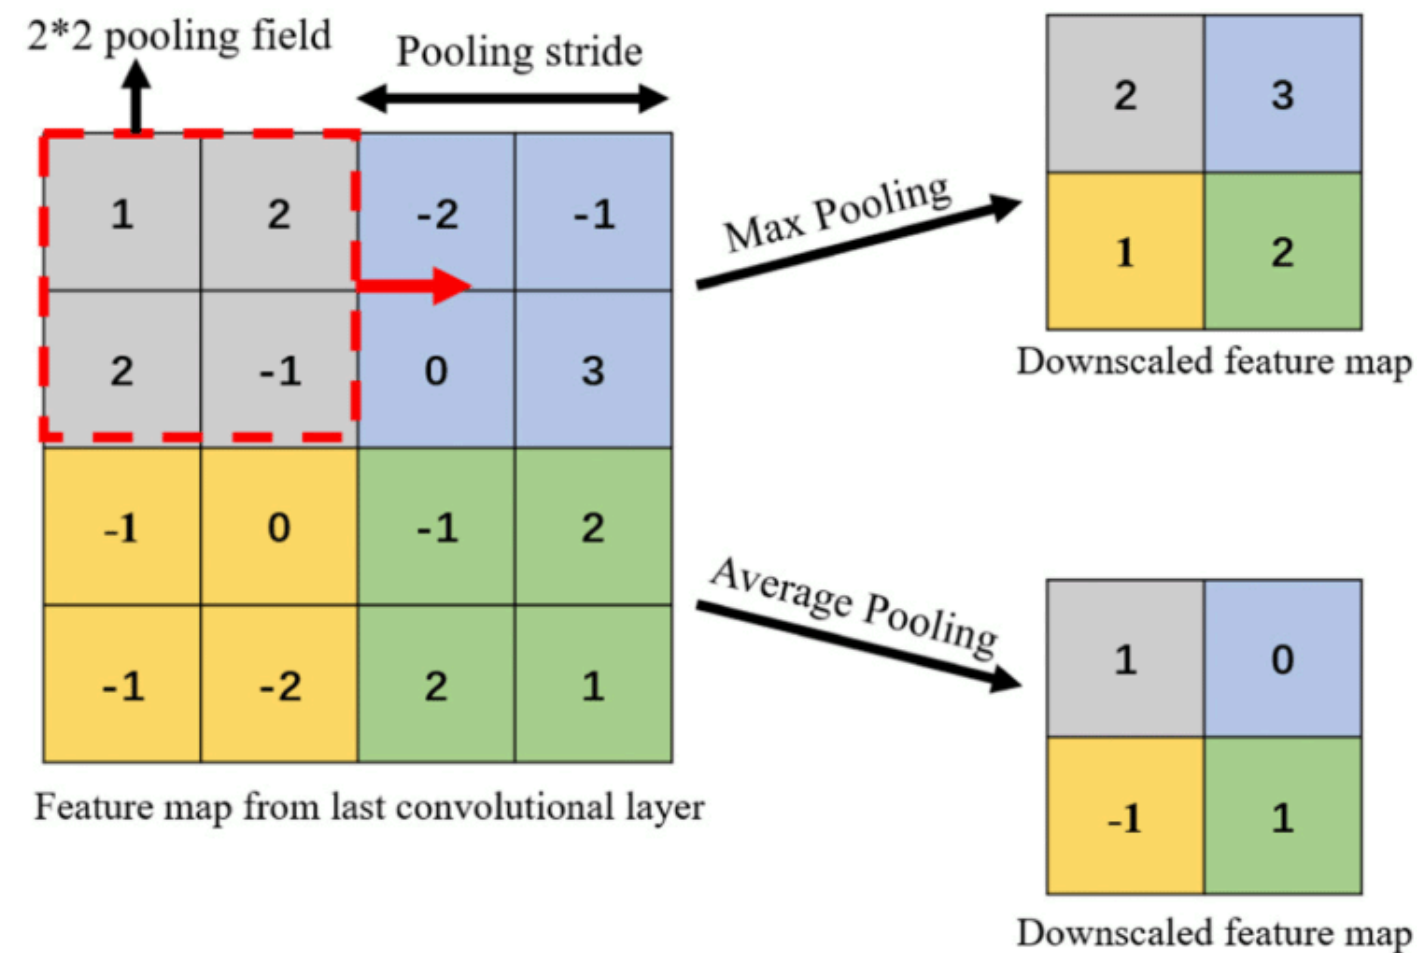 2*2 pooling field
Pooling stride
1 2 -2 -1
2 -1 0 3
-1 0 -1 2
-1 -2 2 1
Feature map from last convolutional layer
Max Pooling
2 3
1 2
Downscaled feature map
Average Pooling
1 0
-1 1
Downscaled feature map